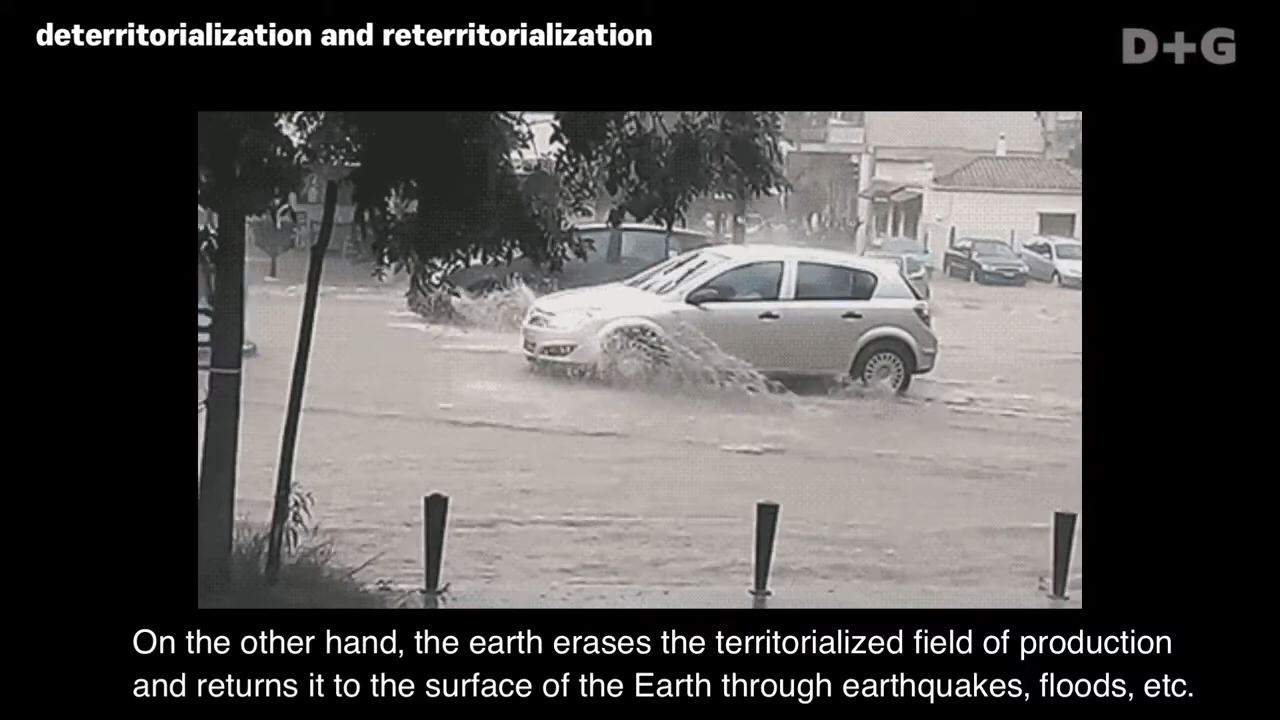 deterritorialization and reterritorialization
D+G
On the other hand, the earth erases the territorialized field of production
and returns it to the surface of the Earth through earthquakes, floods, etc.